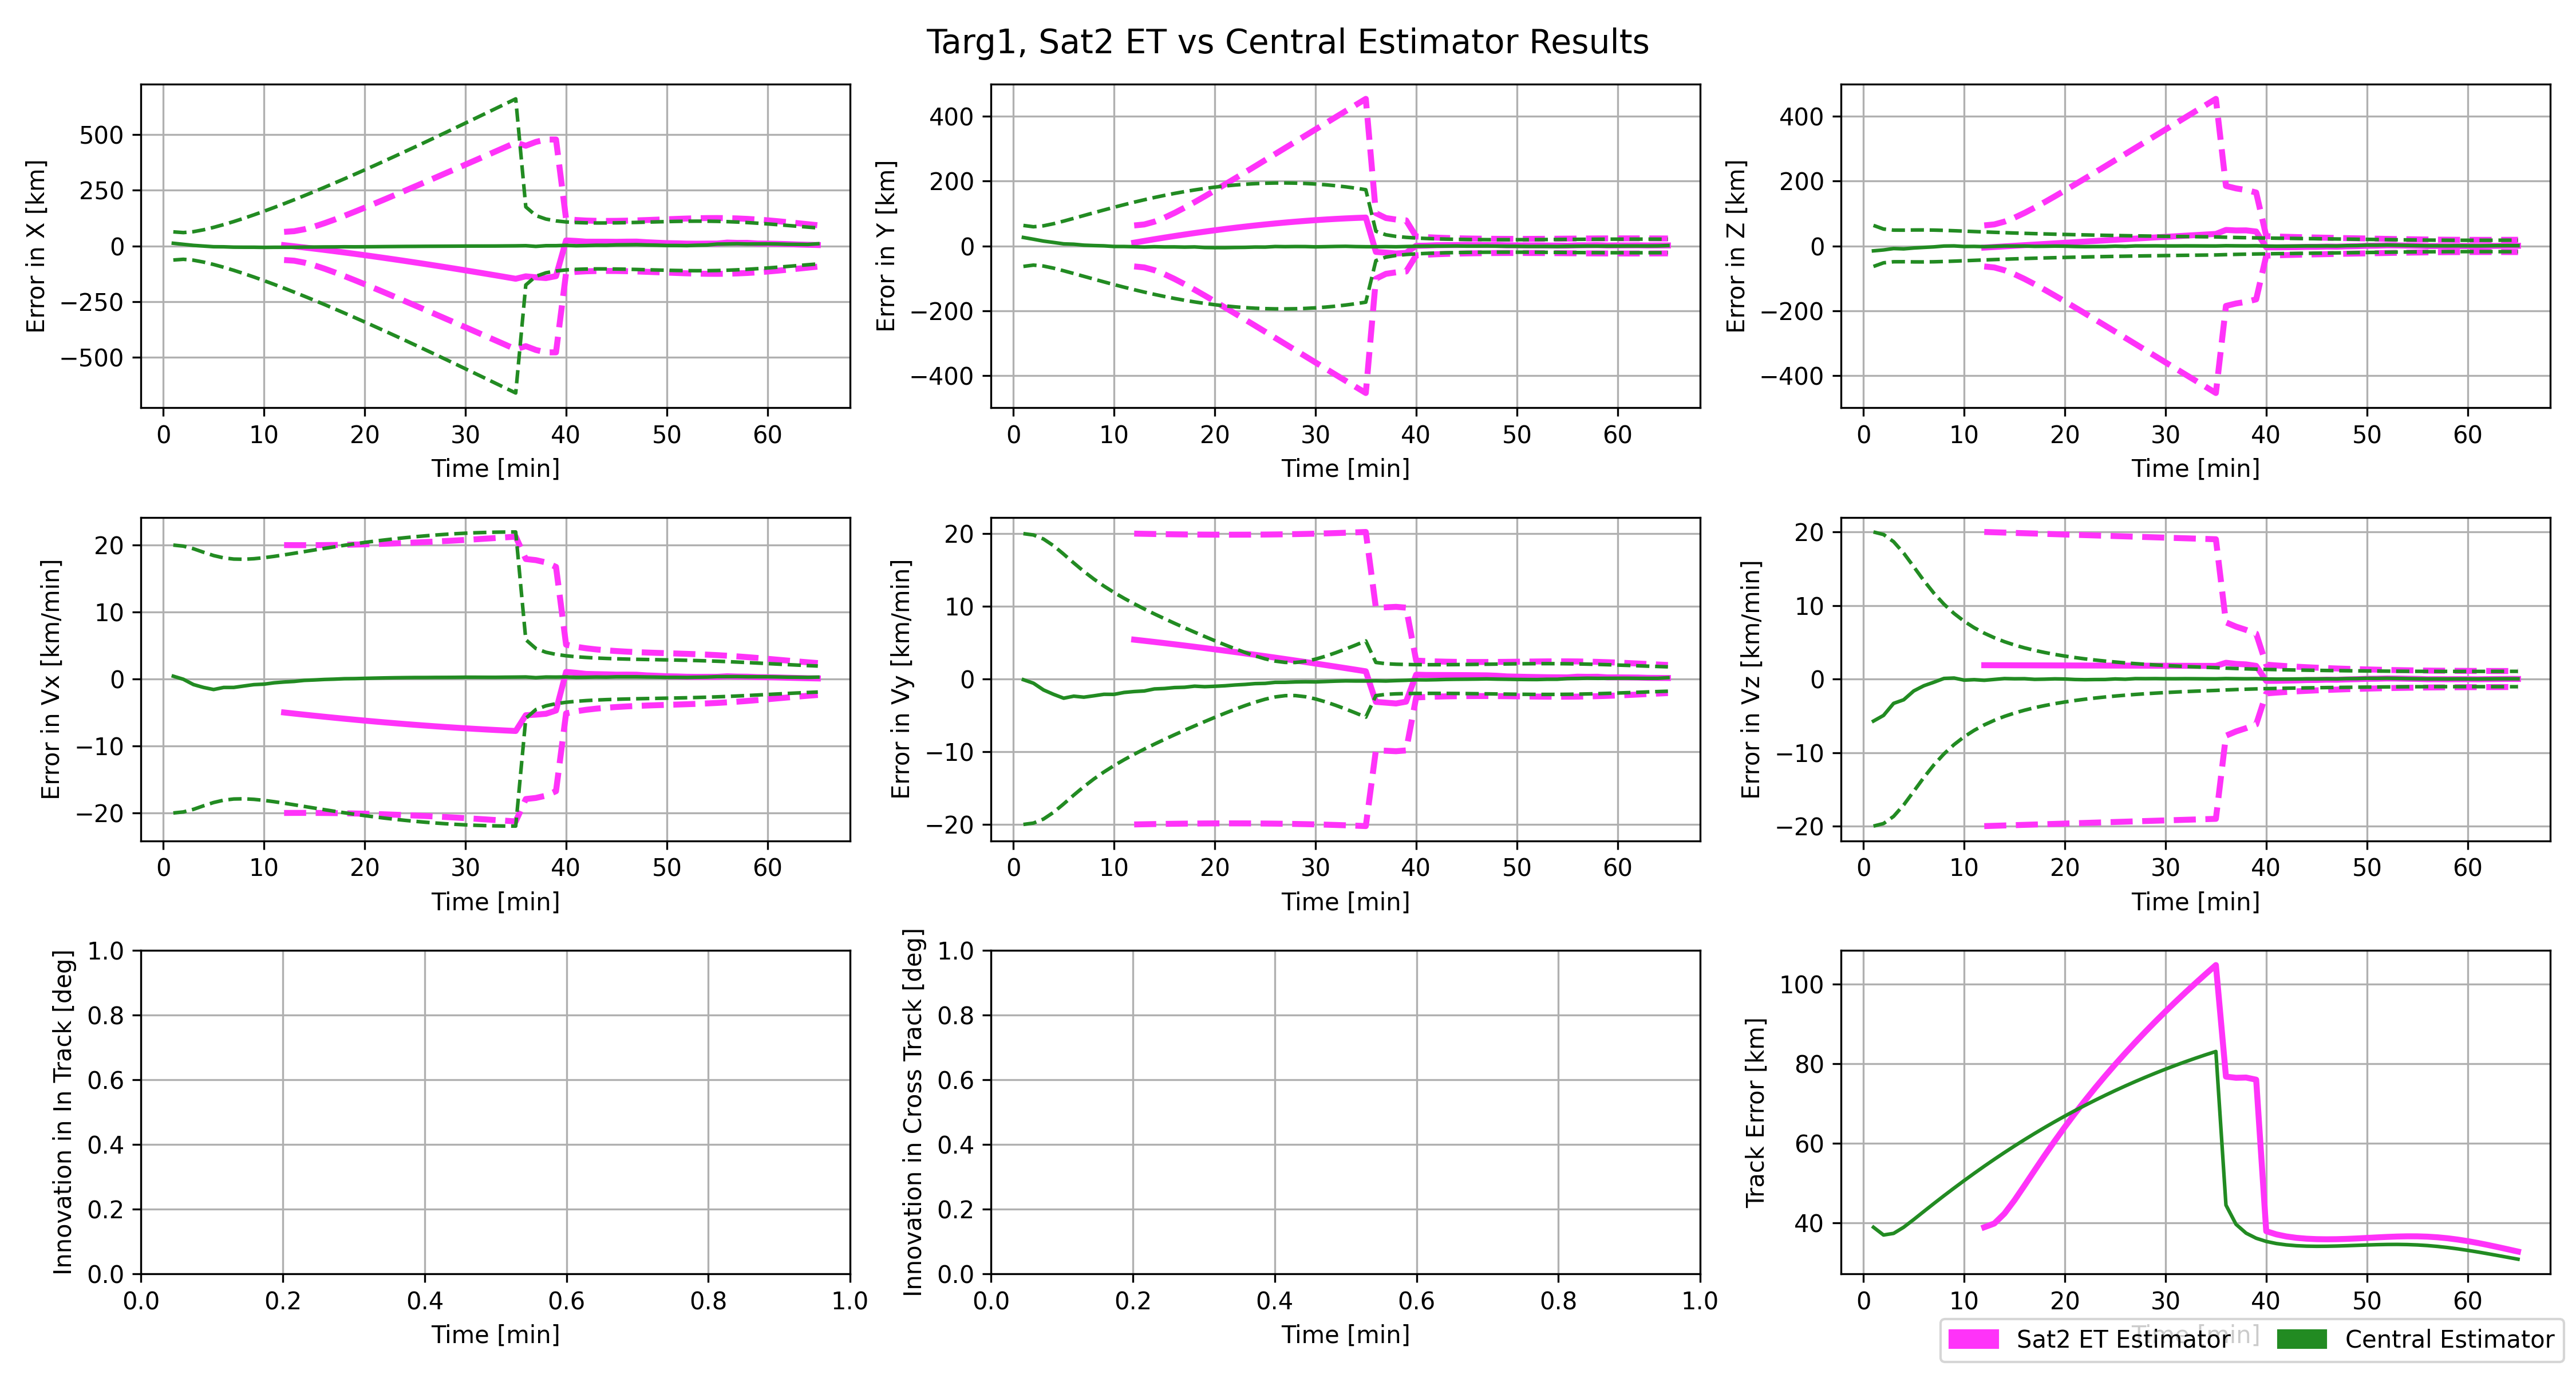 Targ1, Sat2 ET vs Central Estimator Results
Error in X [km]
500
250
0
−250
−500
0 10 20 30 40 50 60
Time [min]
Error in Y [km]
400
200
0
−200
−400
0 10 20 30 40 50 60
Time [min]
Error in Z [km]
400
200
0
−200
−400
0 10 20 30 40 50 60
Time [min]
Error in Vx [km/min]
20
10
0
−10
−20
0 10 20 30 40 50 60
Time [min]
Error in Vy [km/min]
20
10
0
−10
−20
0 10 20 30 40 50 60
Time [min]
Error in Vz [km/min]
20
10
0
−10
−20
0 10 20 30 40 50 60
Time [min]
Innovation in In Track [deg]
1.0
0.8
0.6
0.4
0.2
0.0
0.0 0.2 0.4 0.6 0.8 1.0
Time [min]
Innovation in Cross Track [deg]
1.0
0.8
0.6
0.4
0.2
0.0
0.0 0.2 0.4 0.6 0.8 1.0
Time [min]
Track Error [km]
100
80
60
40
0 10 20 30 40 50 60
Time [min]
Sat2 ET Estimator Central Estimator